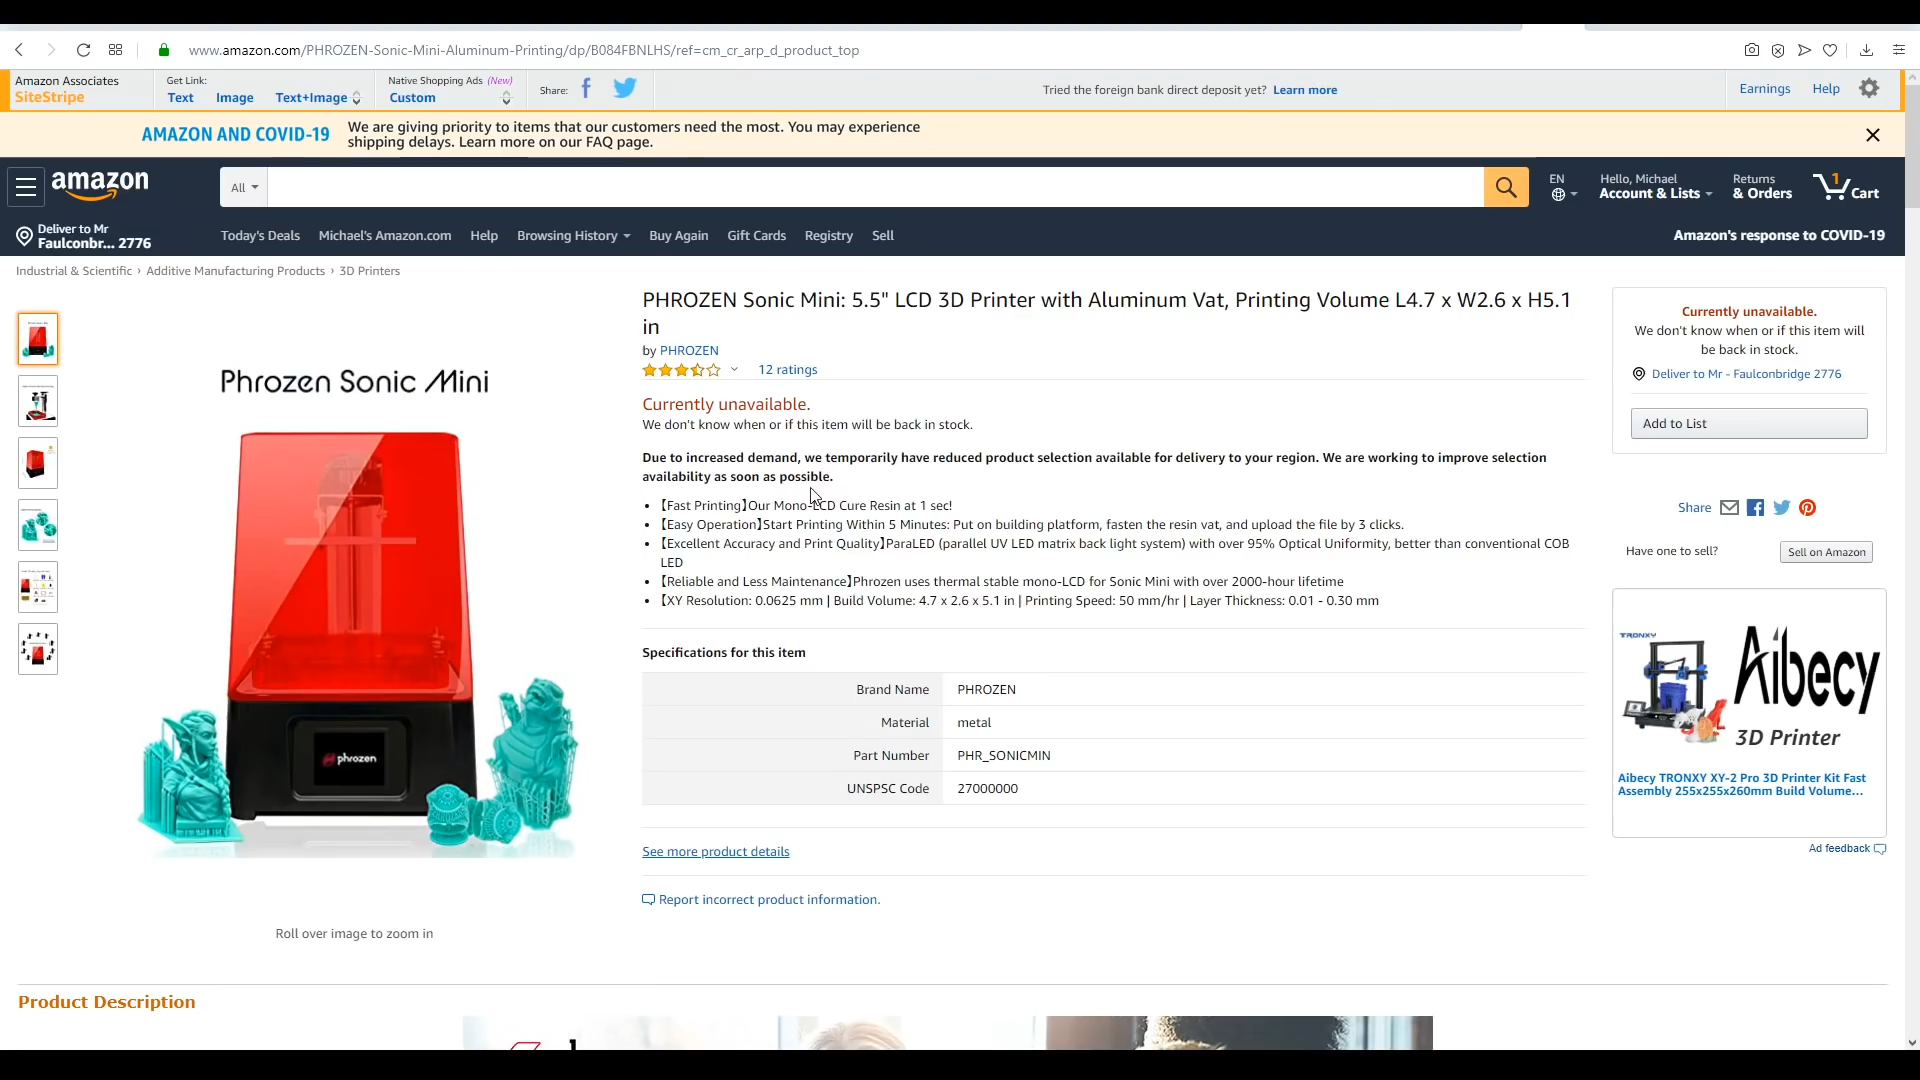 www.amazon.com/PHROZEN-Sonic-Mini-Aluminum-Printing/dp/B084FBNLHS/ref=cm_cr_arp_d_product_top
Amazon Associates
SiteStripe
Get Link:
Text Image Text+Image
Native Shopping Ads (New)
Custom
Share:
Tried the foreign bank direct deposit yet? Learn more
Earnings Help
AMAZON AND COVID-19
We are giving priority to items that our customers need the most. You may experience
shipping delays. Learn more on our FAQ page.
amazon
All
EN
Hello, Michael
Account & Lists
Returns
& Orders
1
Cart
Deliver to Mr
Faulconbr... 2776
Today's Deals Michael's Amazon.com Help Browsing History Buy Again Gift Cards Registry Sell
Amazon's response to COVID-19
Industrial & Scientific › Additive Manufacturing Products › 3D Printers
Phrozen Sonic Mini
phrozen
Roll over image to zoom in
PHROZEN Sonic Mini: 5.5" LCD 3D Printer with Aluminum Vat, Printing Volume L4.7 x W2.6 x H5.1
in
by PHROZEN
12 ratings
Currently unavailable.
We don't know when or if this item will be back in stock.
Due to increased demand, we temporarily have reduced product selection available for delivery to your region. We are working to improve selection
availability as soon as possible.
• 【Fast Printing】Our Mono-LCD Cure Resin at 1 sec!
• 【Easy Operation】Start Printing Within 5 Minutes: Put on building platform, fasten the resin vat, and upload the file by 3 clicks.
• 【Excellent Accuracy and Print Quality】ParaLED (parallel UV LED matrix back light system) with over 95% Optical Uniformity, better than conventional COB
LED
• 【Reliable and Less Maintenance】Phrozen uses thermal stable mono-LCD for Sonic Mini with over 2000-hour lifetime
• 【XY Resolution: 0.0625 mm | Build Volume: 4.7 x 2.6 x 5.1 in | Printing Speed: 50 mm/hr | Layer Thickness: 0.01 - 0.30 mm
Specifications for this item
Brand Name PHROZEN
Material metal
Part Number PHR_SONICMIN
UNSPSC Code 27000000
See more product details
Report incorrect product information.
Currently unavailable.
We don't know when or if this item will
be back in stock.
Deliver to Mr - Faulconbridge 2776
Add to List
Share
Have one to sell?
Sell on Amazon
TRONXY
Aibecy
3D Printer
Aibecy TRONXY XY-2 Pro 3D Printer Kit Fast
Assembly 255x255x260mm Build Volume...
Ad feedback
Product Description